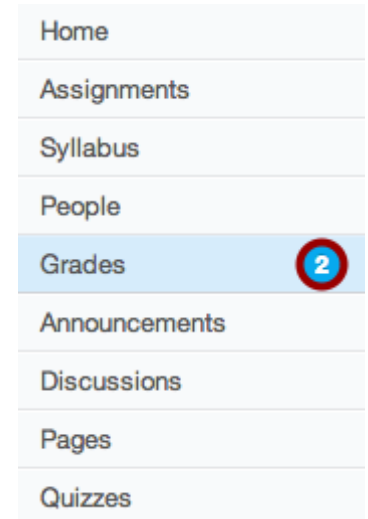 Home
Assignments
Syllabus
People
Grades 2
Announcements
Discussions
Pages
Quizzes